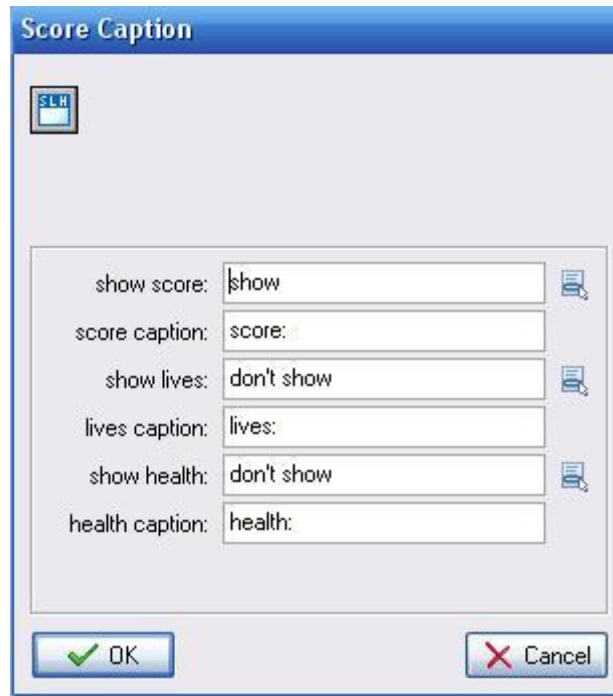 Score Caption
SLH
show score: show
score caption: score:
show lives: don't show
lives caption: lives:
show health: don't show
health caption: health:
OK Cancel